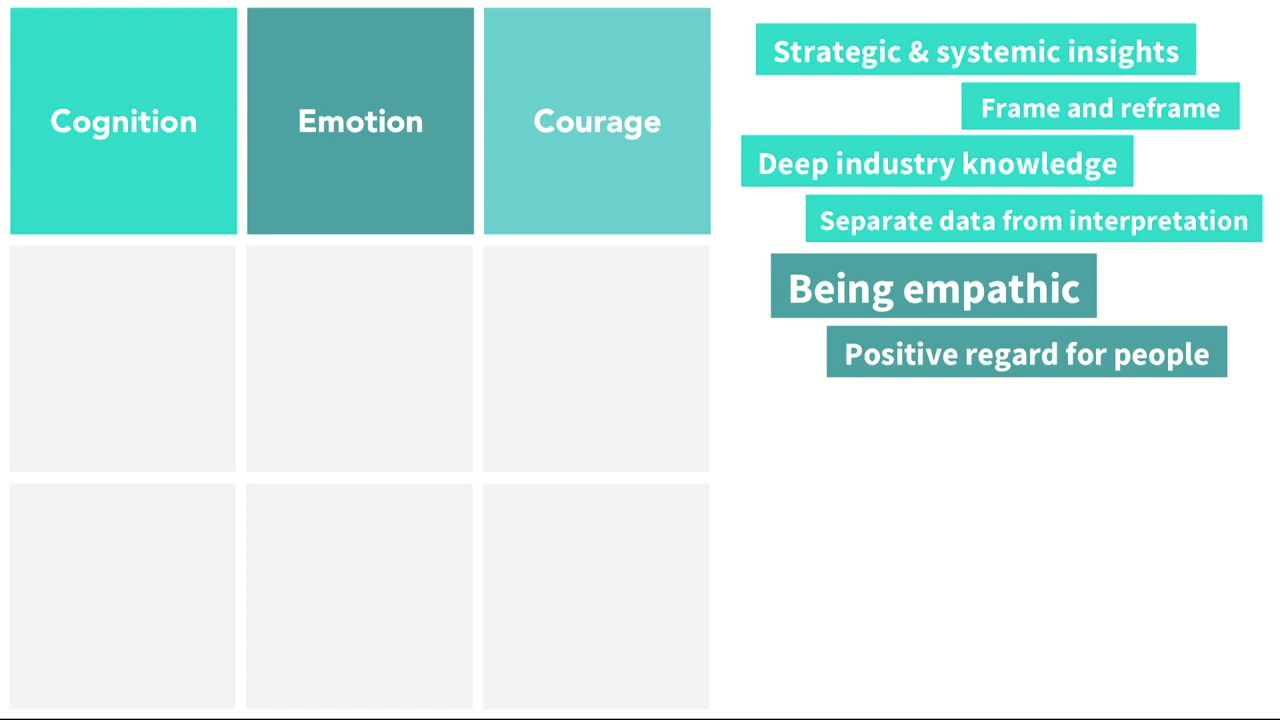 Cognition
Emotion
Courage
Strategic & systemic insights
Frame and reframe
Deep industry knowledge
Separate data from interpretation
Being empathic
Positive regard for people